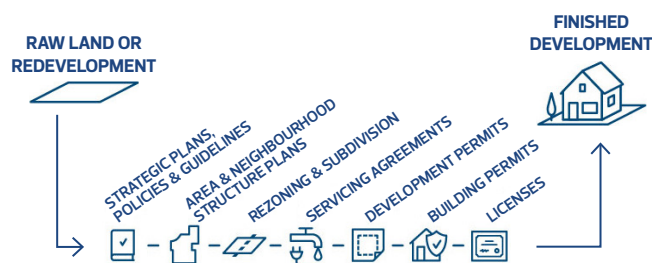 RAW LAND OR
REDEVELOPMENT
FINISHED
DEVELOPMENT
STRATEGIC PLANS,
POLICIES & GUIDELINES
AREA & NEIGHBOURHOOD
STRUCTURE PLANS
REZONING & SUBDIVISION
SERVICING AGREEMENTS
DEVELOPMENT PERMITS
BUILDING PERMITS
LICENSES